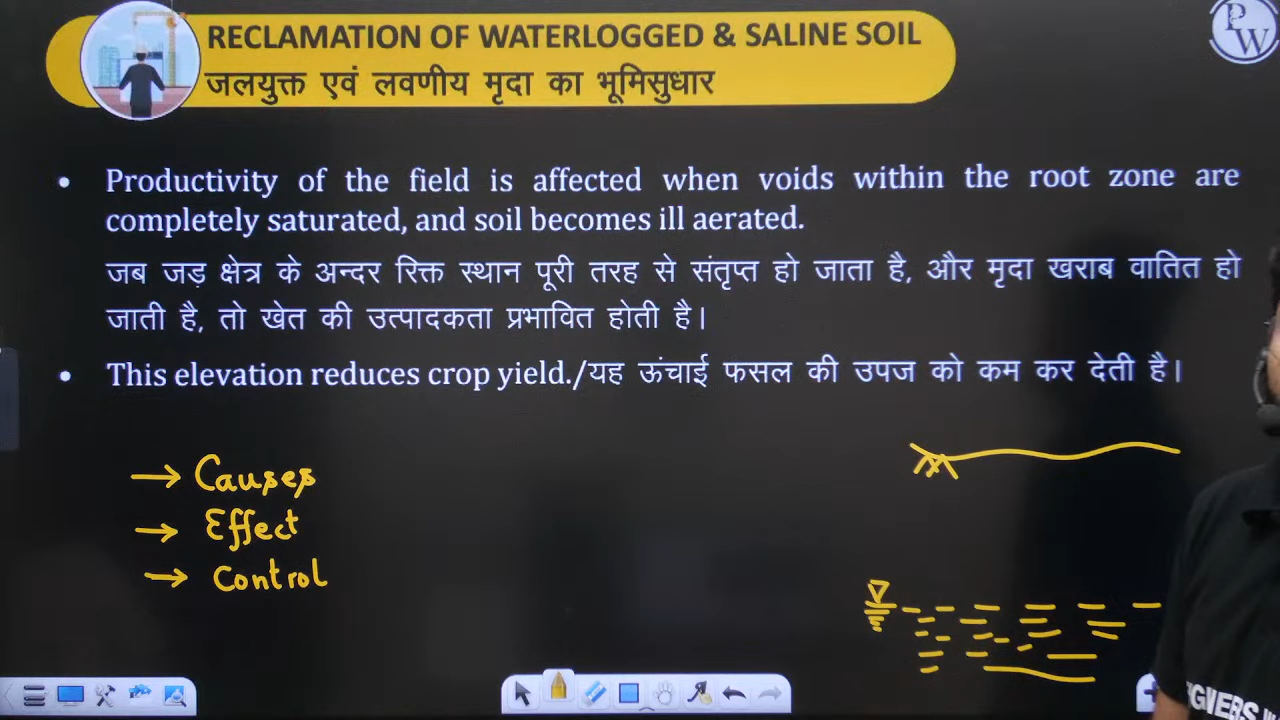 RECLAMATION OF WATERLOGGED & SALINE SOIL
जलयुक्त एवं लवणीय मृदा का भूमिसुधार
PW
• Productivity of the field is affected when voids within the root zone are
completely saturated, and soil becomes ill aerated.
जब जड़ क्षेत्र के अन्दर रिक्त स्थान पूरी तरह से संतृप्त हो जाता है, और मृदा खराब वातित हो
जाती है, तो खेत की उत्पादकता प्रभावित होती है।
• This elevation reduces crop yield./यह ऊंचाई फसल की उपज को कम कर देती है।
→ Causes
→ Effect
→ Control